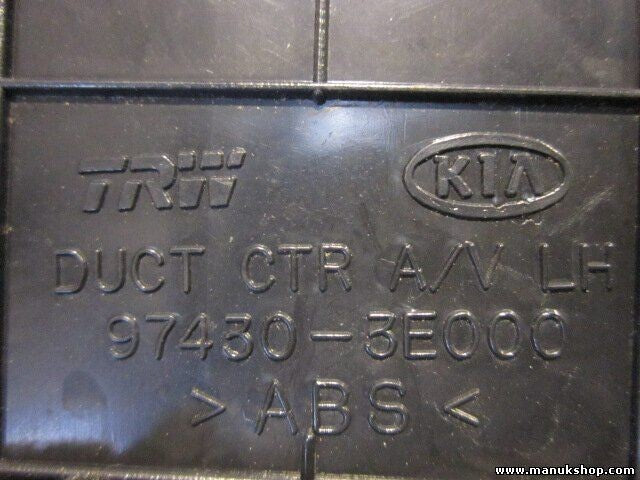 TRW KIA
DUCT CTR A/V LH
97430-3E000
>ABS<
www.manukshop.com